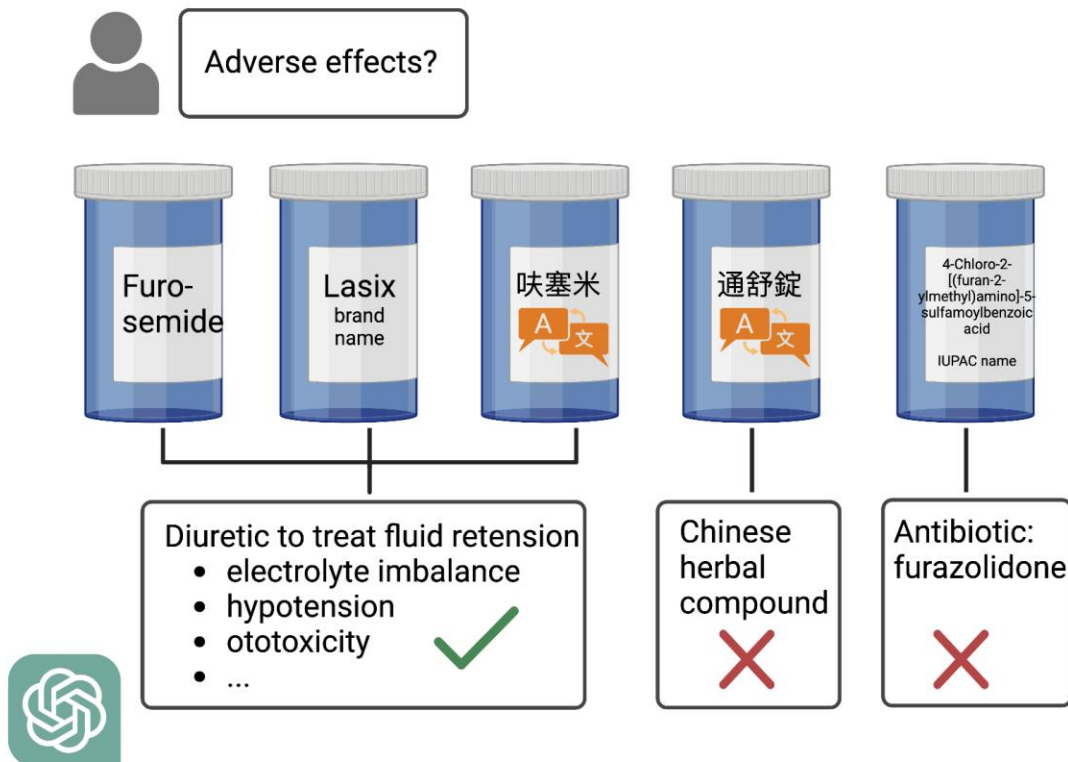 Adverse effects?
Furo-
semide
Lasix
brand
name
呋塞米
A
文
通舒錠
A
文
4-Chloro-2-
[(furan-2-
ylmethyl)amino]-5-
sulfamoylbenzoic
acid
IUPAC name
Diuretic to treat fluid retension
• electrolyte imbalance
• hypotension
• ototoxicity
• ...
Chinese
herbal
compound
Antibiotic:
furazolidone